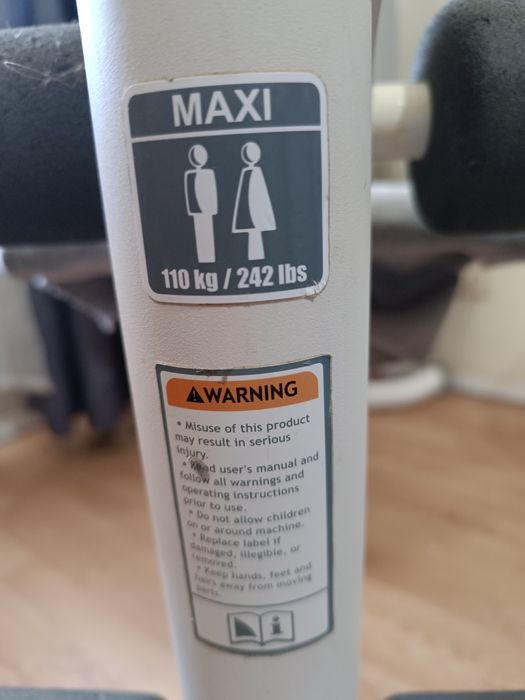 MAXI
110 kg / 242 lbs
WARNING
• Misuse of this product
may result in serious
injury.
• Read user's manual and
follow all warnings and
operating instructions
prior to use.
• Do not allow children
on or around machine.
• Replace label if
damaged, illegible, or
removed.
• Keep hands, feet and
hairs away from moving
parts.